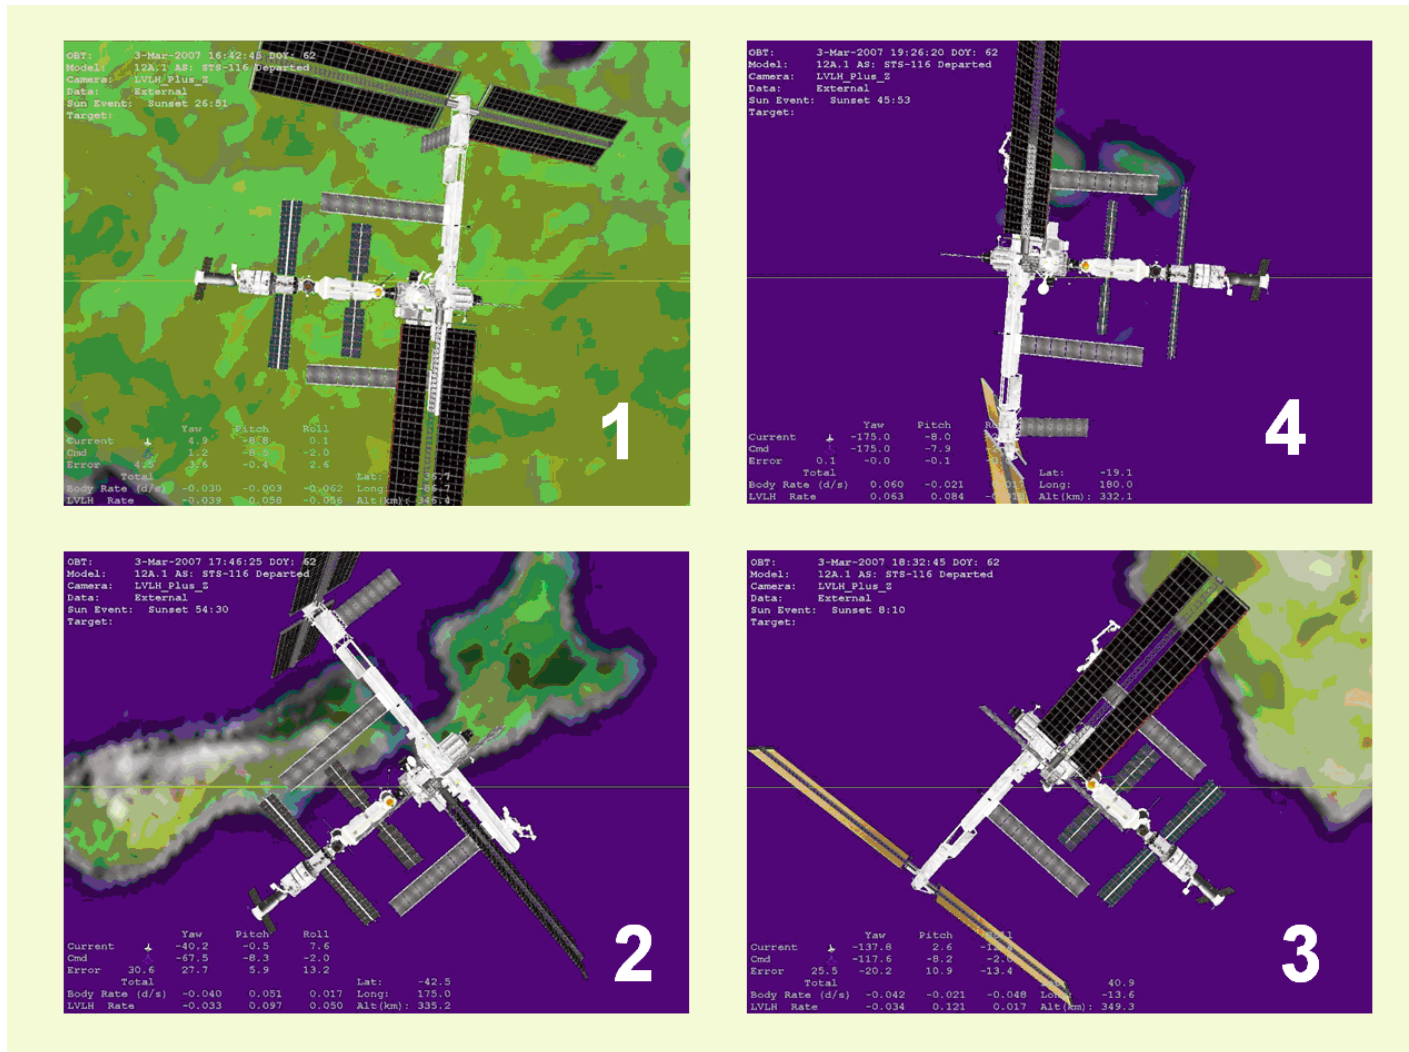 OBT: 3-Mar-2007 16:42:45 DOY: 62
Model: 12A.1 AS: STS-116 Departed
Camera: LVLH_Plus_Z
Data: External
Sun Event: Sunset 26:51
Target:
1
Yaw Pitch Roll
Current 4.9 -8.8 0.1
Cmd 1.2 -8.5 -2.0
Error 4.5 3.6 -0.4 2.6
Total Lat: 36.7
Body Rate (d/s) -0.030 -0.003 -0.062 Long: -86.7
LVLH Rate -0.039 0.058 -0.056 Alt(km): 345.4
OBT: 3-Mar-2007 19:26:20 DOY: 62
Model: 12A.1 AS: STS-116 Departed
Camera: LVLH_Plus_Z
Data: External
Sun Event: Sunset 45:53
Target:
4
Yaw Pitch
Current -175.0 -8.0
Cmd -175.0 -7.9
Error 0.1 -0.0 -0.1
Total Lat: -19.1
Body Rate (d/s) 0.060 -0.021 Long: 180.0
LVLH Rate 0.063 0.084 Alt(km): 332.1
OBT: 3-Mar-2007 17:46:25 DOY: 62
Model: 12A.1 AS: STS-116 Departed
Camera: LVLH_Plus_Z
Data: External
Sun Event: Sunset 54:30
Target:
2
Yaw Pitch Roll
Current -40.2 -0.5 7.6
Cmd -67.5 -8.3 -2.0
Error 30.6 27.7 5.9 13.2
Total Lat: -42.5
Body Rate (d/s) -0.040 0.051 0.017 Long: 175.0
LVLH Rate -0.033 0.097 0.050 Alt(km): 335.2
OBT: 3-Mar-2007 18:32:45 DOY: 62
Model: 12A.1 AS: STS-116 Departed
Camera: LVLH_Plus_Z
Data: External
Sun Event: Sunset 8:10
Target:
3
Yaw Pitch
Current -137.8 2.6
Cmd -117.6 -8.2
Error 25.5 -20.2 10.9 -13.4
Total 40.9
Body Rate (d/s) -0.042 -0.021 -0.048 -13.6
LVLH Rate -0.034 0.121 0.017 Alt(km): 349.3